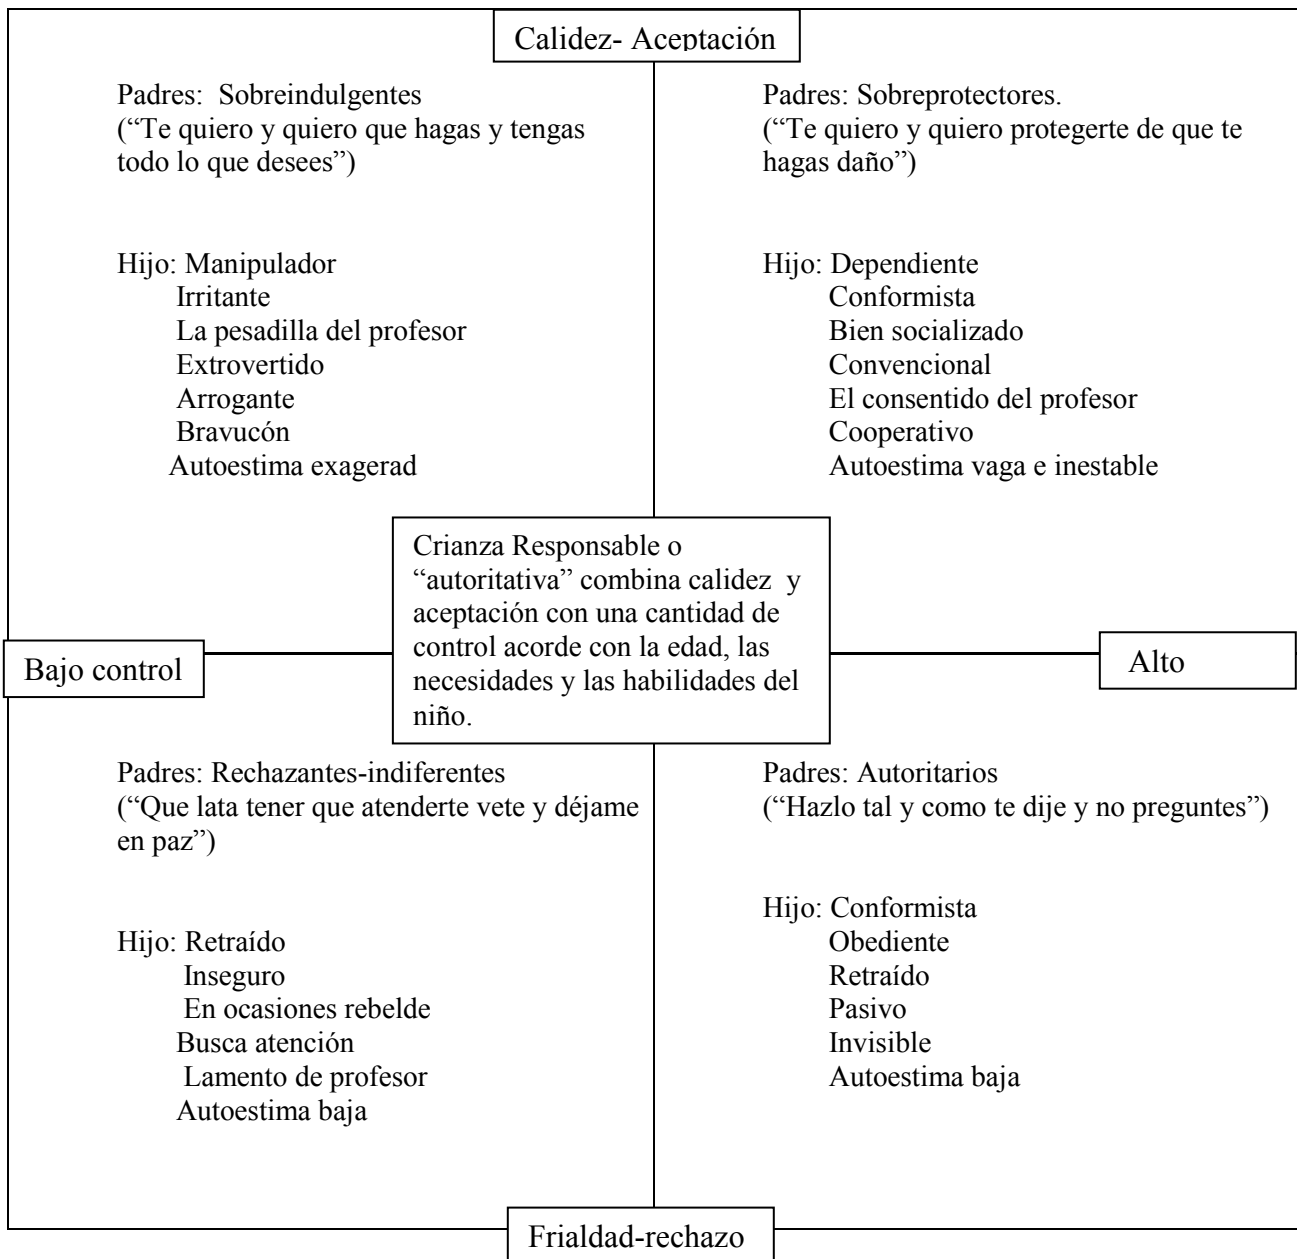 Calidez- Aceptación
Padres:  Sobreindulgentes
(“Te quiero y quiero que hagas y tengas
todo lo que desees”)
Hijo: Manipulador
Irritante
La pesadilla del profesor
Extrovertido
Arrogante
Bravucón
Autoestima exagerad
Padres: Sobreprotectores.
(“Te quiero y quiero protegerte de que te
hagas daño”)
Hijo: Dependiente
Conformista
Bien socializado
Convencional
El consentido del profesor
Cooperativo
Autoestima vaga e inestable
Crianza Responsable o
“autoritativa” combina calidez  y
aceptación con una cantidad de
control acorde con la edad, las
necesidades y las habilidades del
niño.
Bajo control
Alto
Padres: Rechazantes-indiferentes
(“Que lata tener que atenderte vete y déjame
en paz”)
Hijo: Retraído
Inseguro
En ocasiones rebelde
Busca atención
Lamento de profesor
Autoestima baja
Padres: Autoritarios
(“Hazlo tal y como te dije y no preguntes”)
Hijo: Conformista
Obediente
Retraído
Pasivo
Invisible
Autoestima baja
Frialdad-rechazo